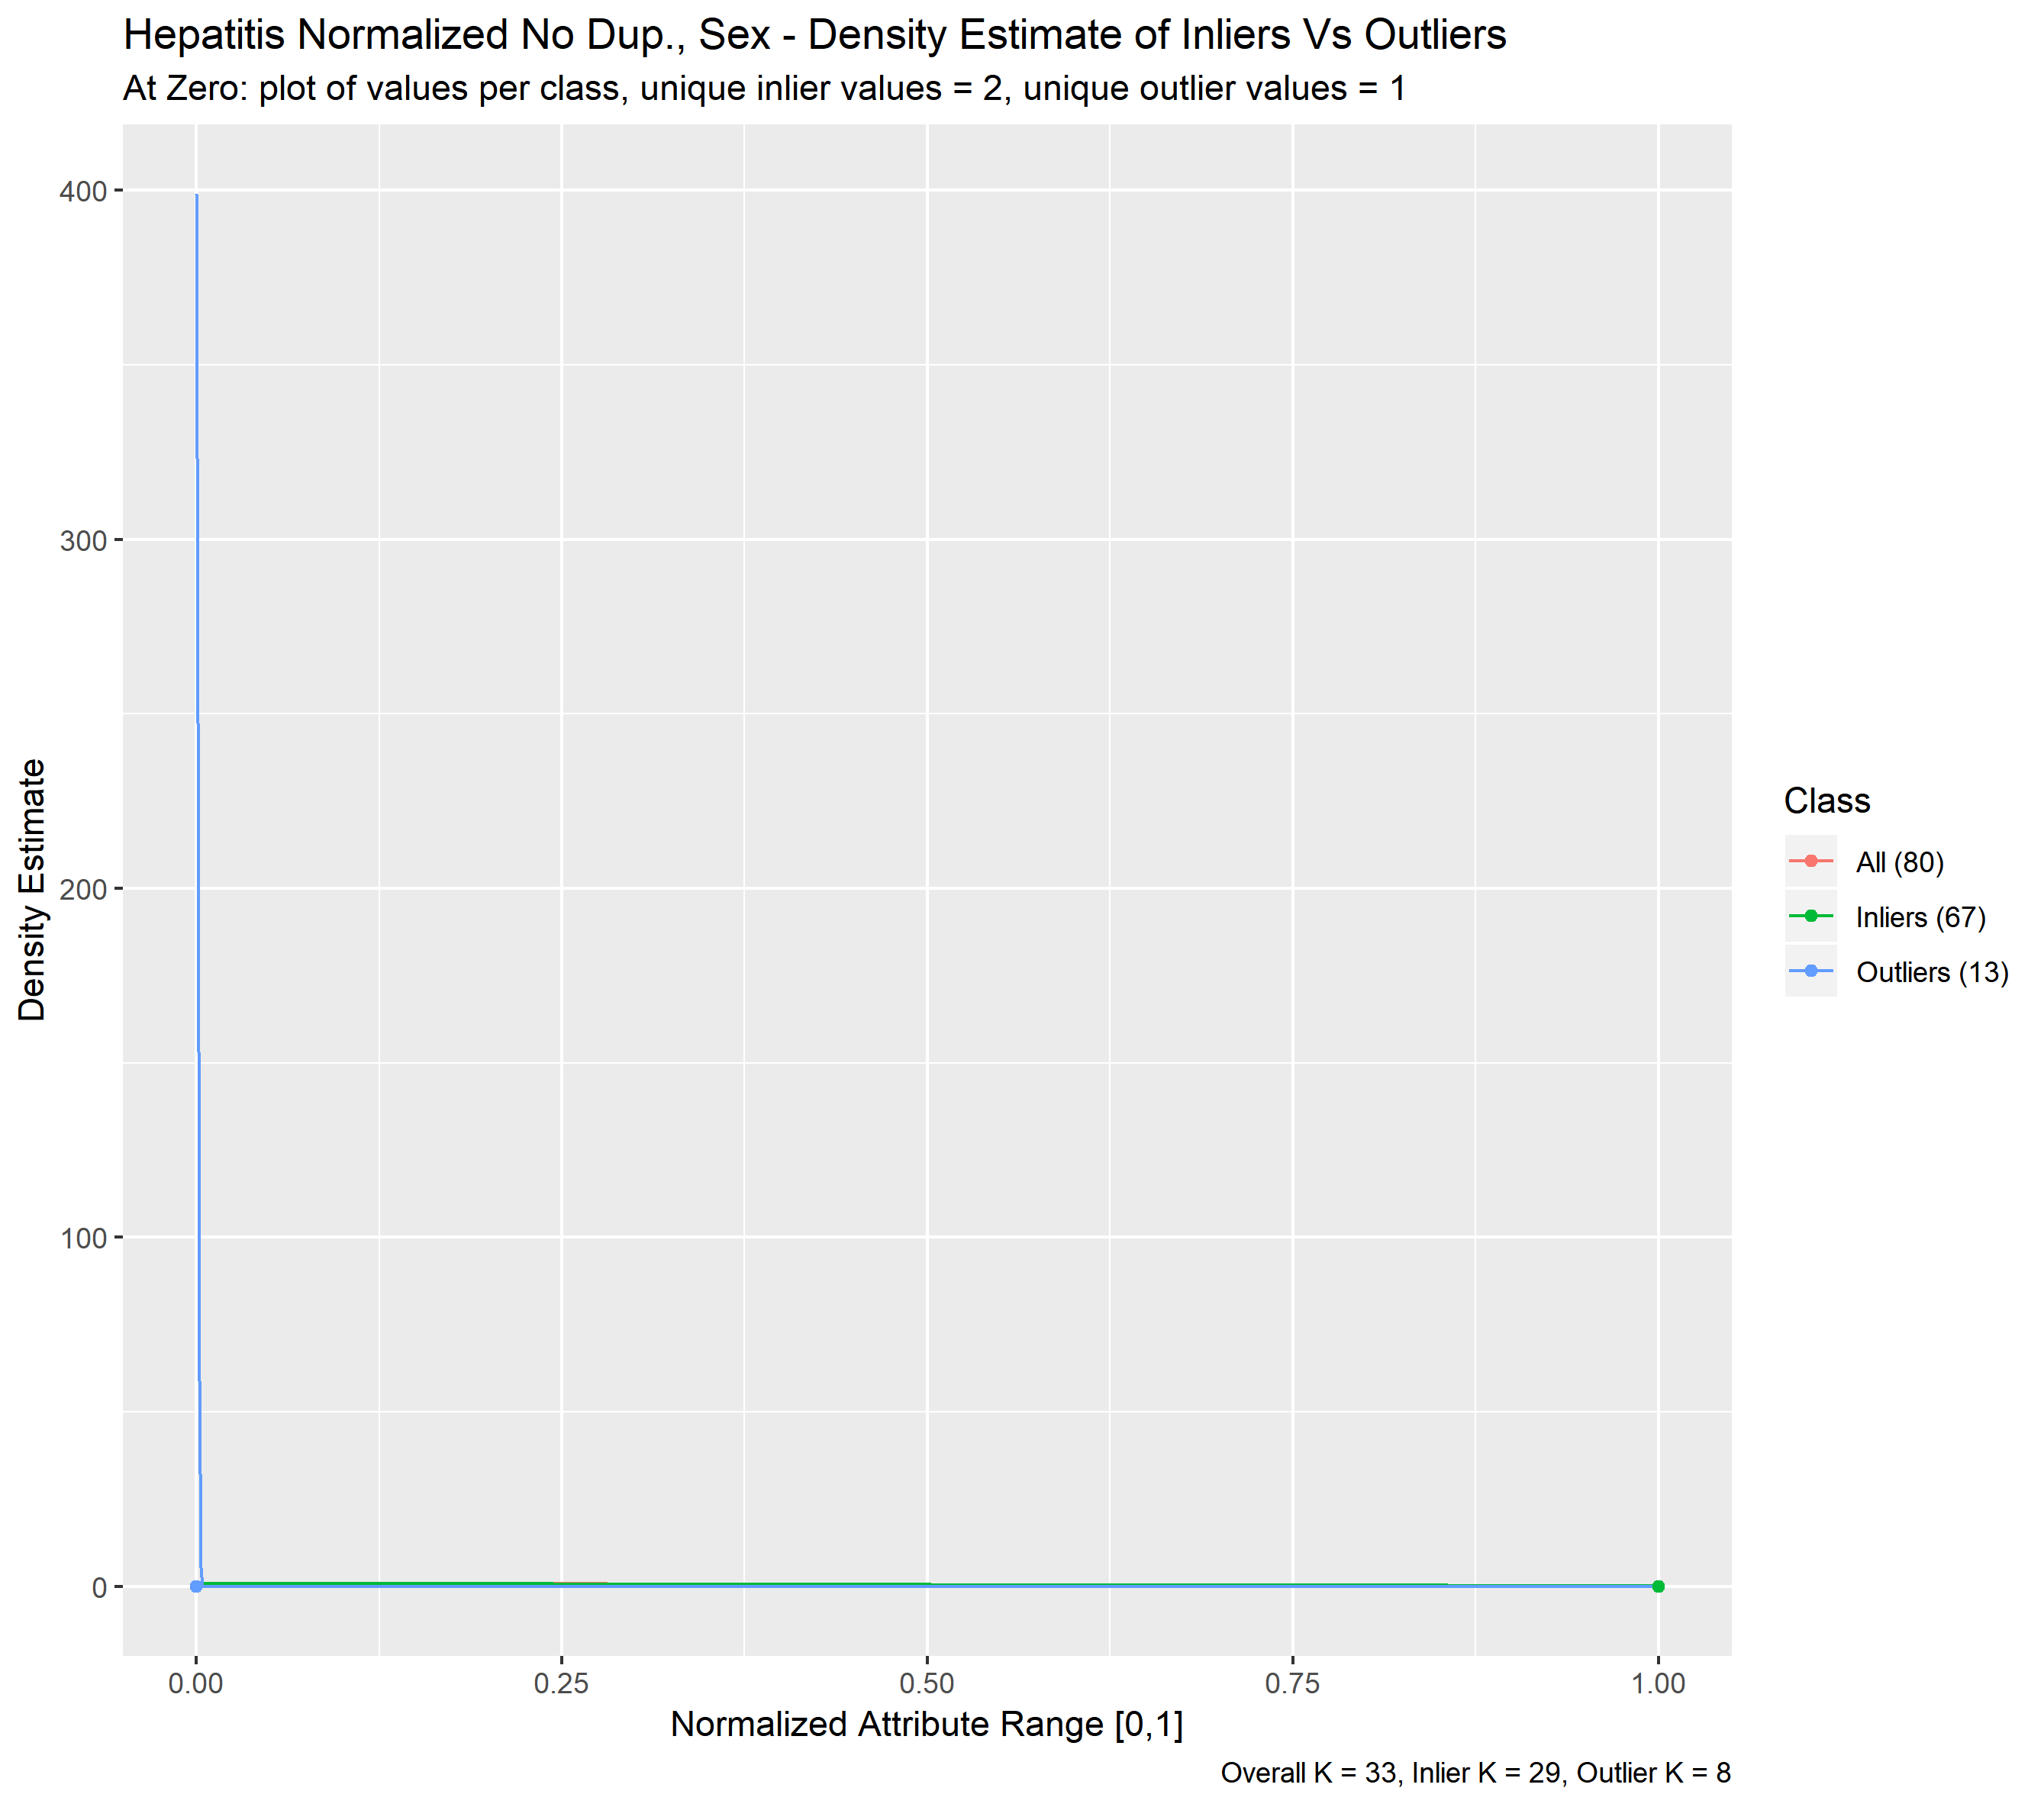 Hepatitis Normalized No Dup., Sex - Density Estimate of Inliers Vs Outliers
At Zero: plot of values per class, unique inlier values = 2, unique outlier values = 1
400
300
200
100
0
Density Estimate
0.00 0.25 0.50 0.75 1.00
Normalized Attribute Range [0,1]
Overall K = 33, Inlier K = 29, Outlier K = 8
Class
All (80)
Inliers (67)
Outliers (13)